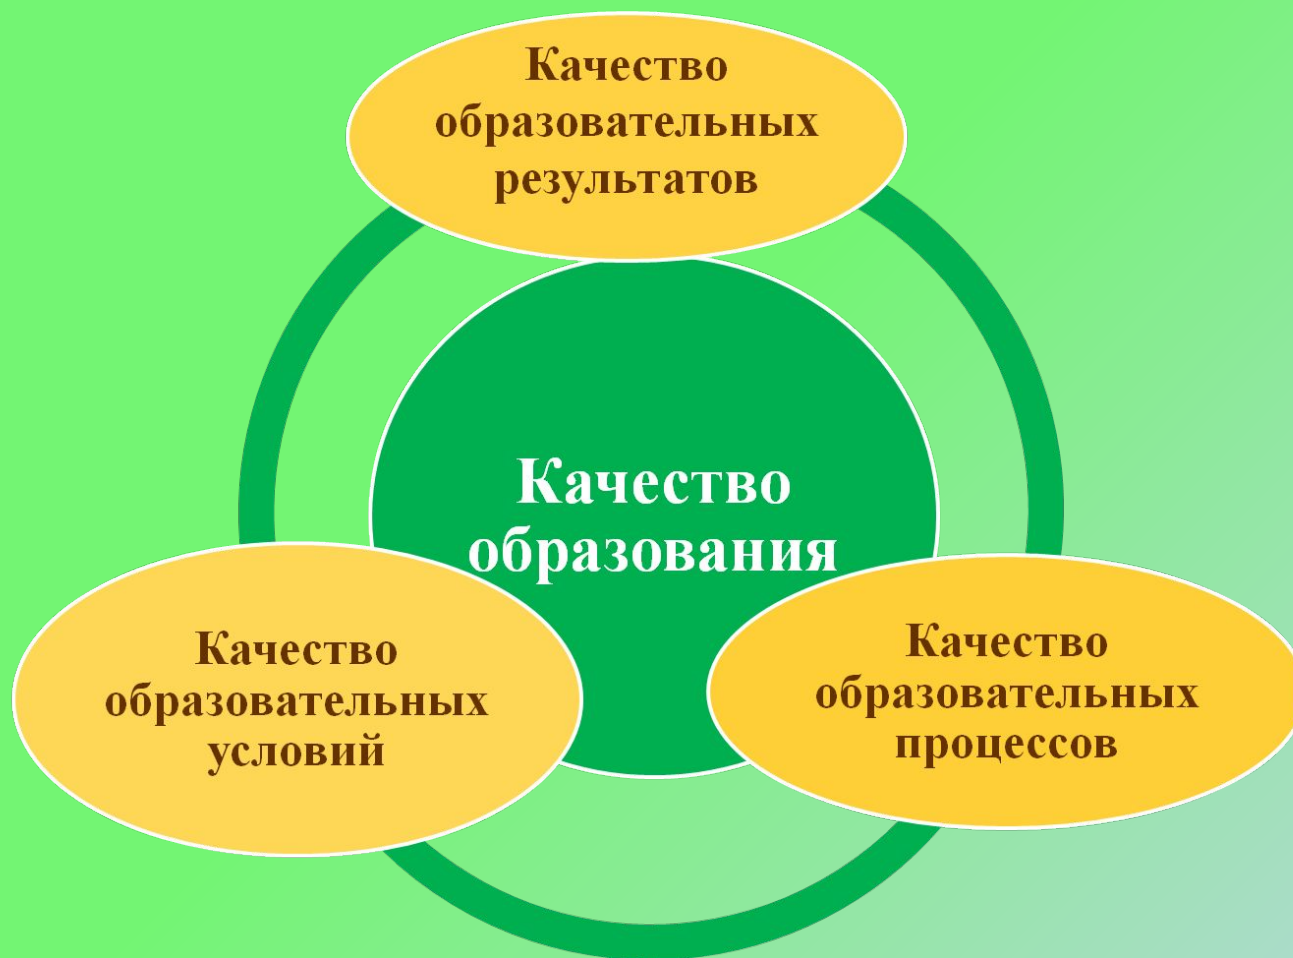 Качество
образовательных
результатов
Качество
образования
Качество
образовательных
условий
Качество
образовательных
процессов